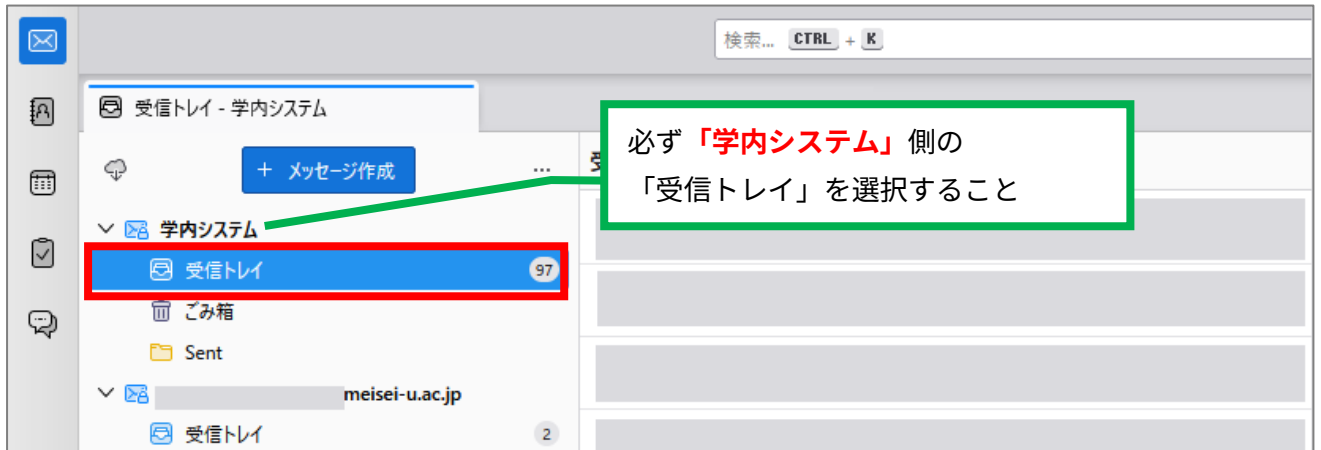 検索... CTRL + K
受信トレイ - 学内システム
+ メッセージ作成
...
必ず「学内システム」側の
「受信トレイ」を選択すること
学内システム
受信トレイ 97
ごみ箱
Sent
meisei-u.ac.jp
受信トレイ 2